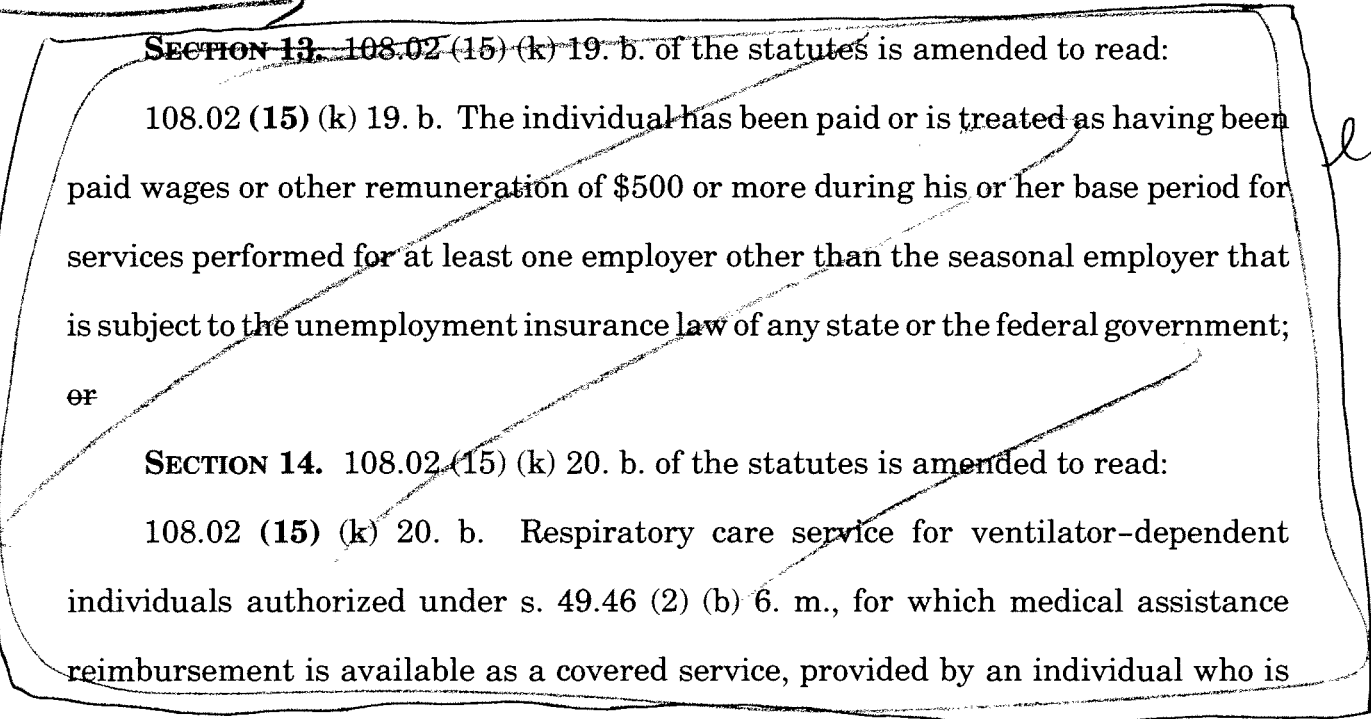 SECTION 13. 108.02 (15) (k) 19. b. of the statutes is amended to read:
108.02 (15) (k) 19. b. The individual has been paid or is treated as having been
paid wages or other remuneration of $500 or more during his or her base period for
services performed for at least one employer other than the seasonal employer that
is subject to the unemployment insurance law of any state or the federal government;
or
SECTION 14. 108.02 (15) (k) 20. b. of the statutes is amended to read:
108.02 (15) (k) 20. b. Respiratory care service for ventilator-dependent
individuals authorized under s. 49.46 (2) (b) 6. m., for which medical assistance
reimbursement is available as a covered service, provided by an individual who is